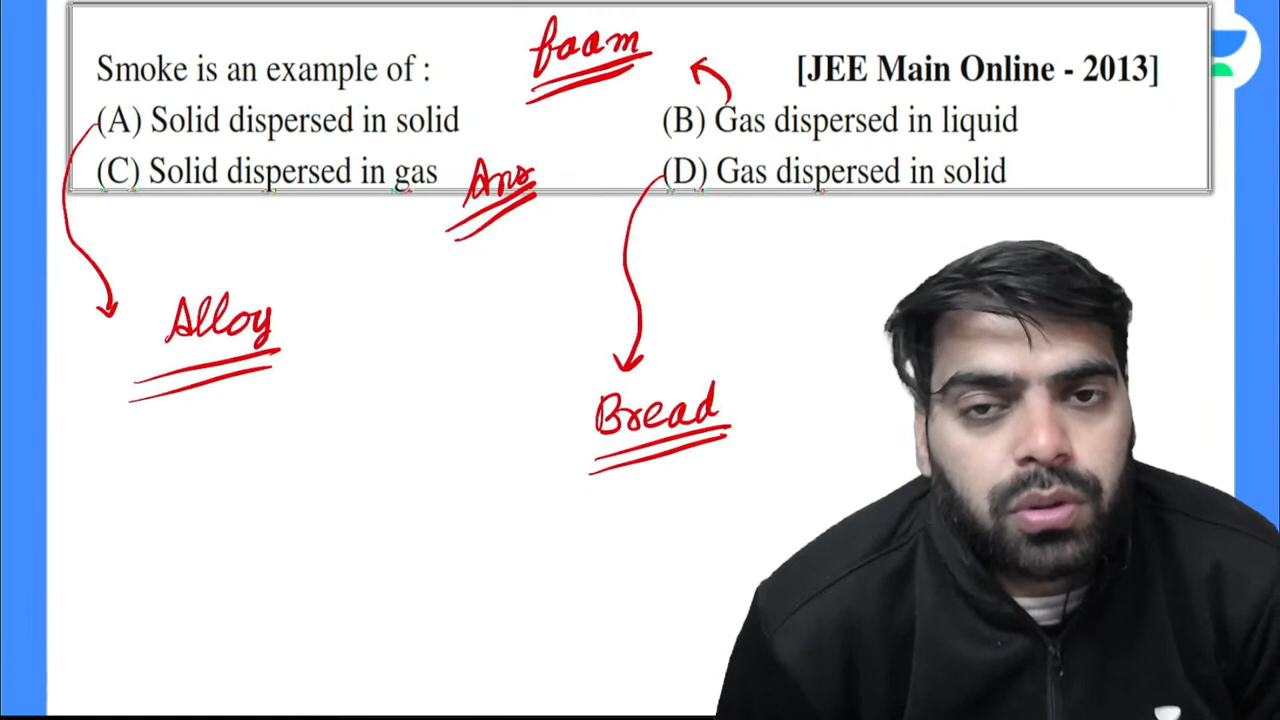 Smoke is an example of :
foam
[JEE Main Online - 2013]
(A) Solid dispersed in solid
(B) Gas dispersed in liquid
(C) Solid dispersed in gas
Ans
(D) Gas dispersed in solid
Alloy
Bread